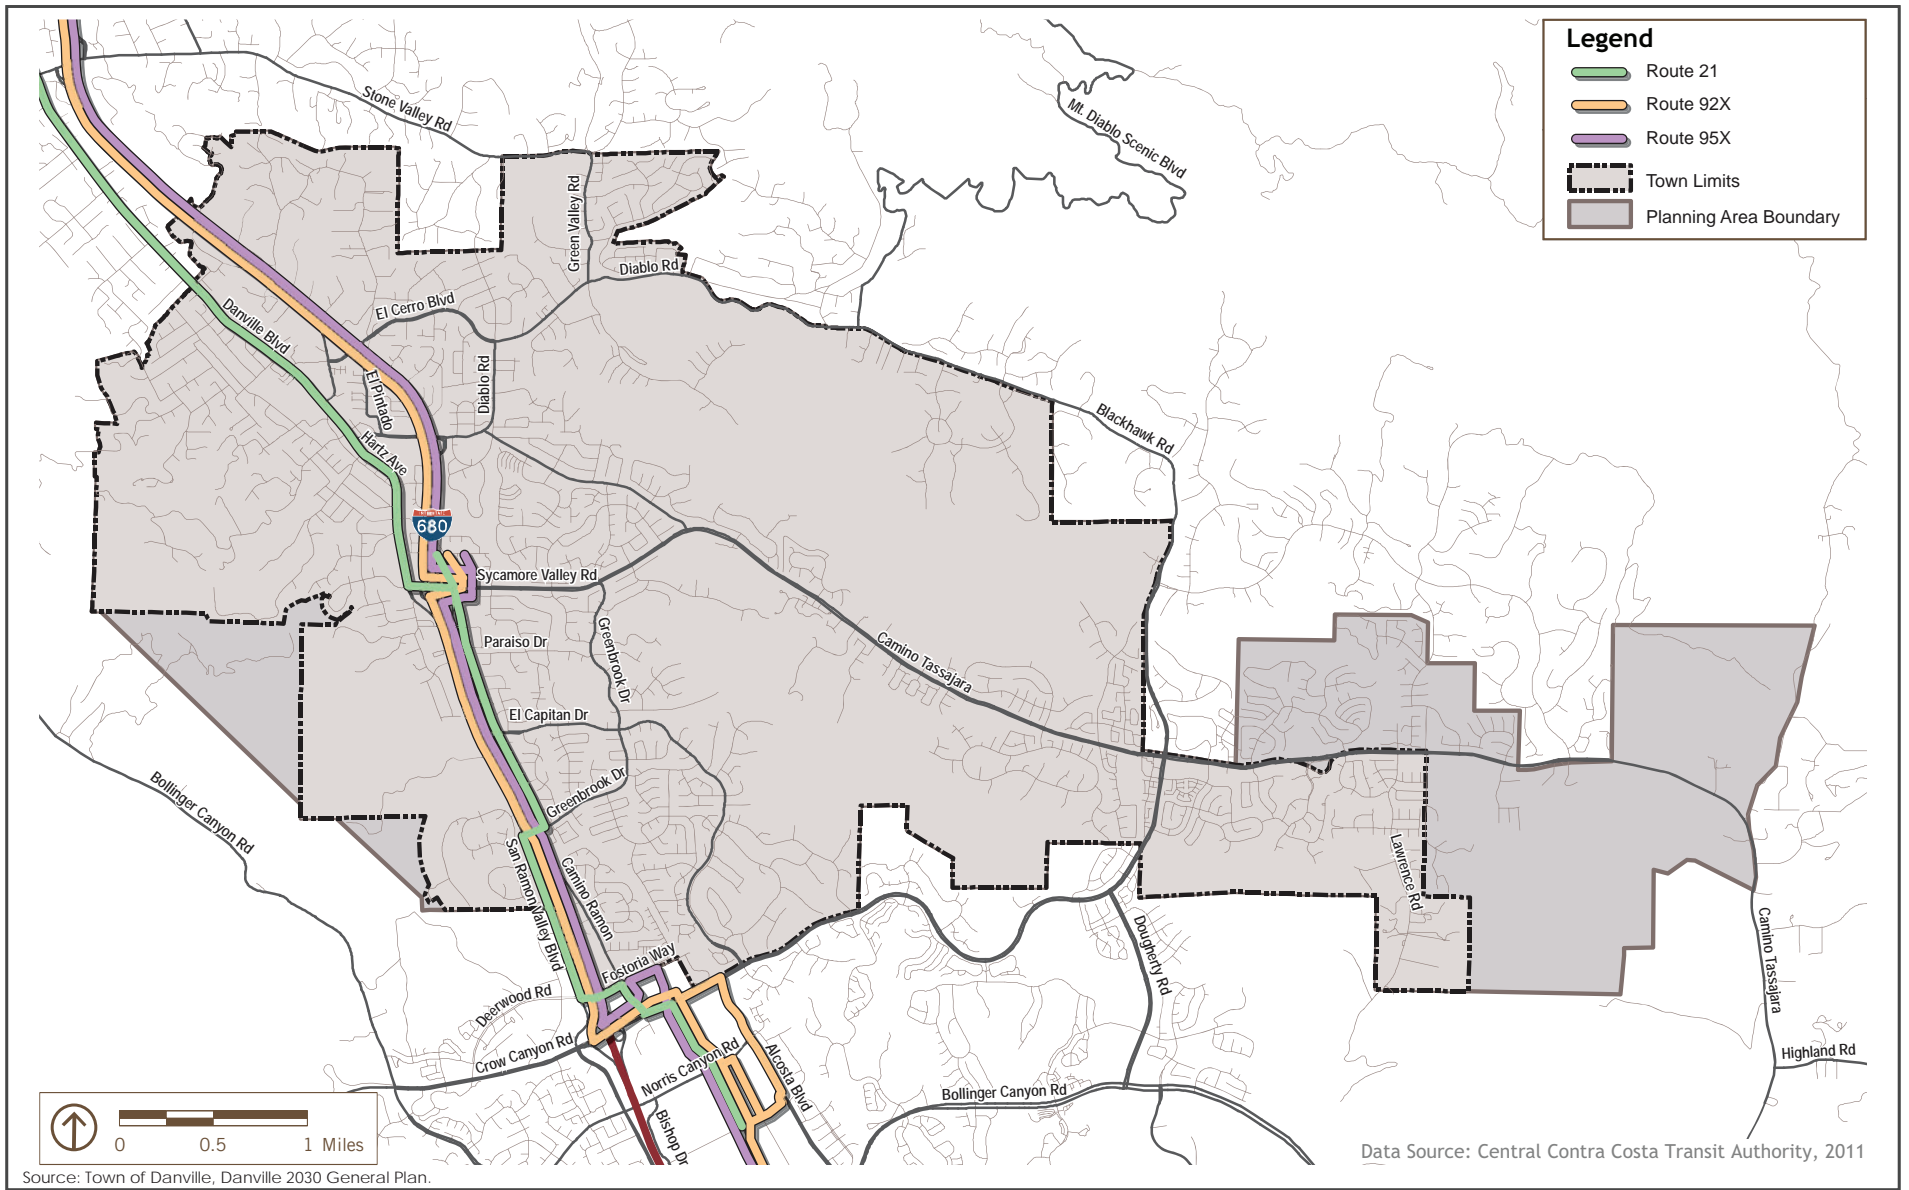 Legend
Route 21
Route 92X
Route 95X
Town Limits
Planning Area Boundary
Stone Valley Rd
Mt. Diablo Scenic Blvd
Green Valley Rd
Diablo Rd
El Cerro Blvd
Danville Blvd
El Pintado
Diablo Rd
Hartz Ave
Blackhawk Rd
680
Sycamore Valley Rd
Paraiso Dr
Greenbrook Dr
Camino Tassajara
El Capitan Dr
Greenbrook Dr
Bollinger Canyon Rd
San Ramon Valley Blvd
Camino Ramon
Lawrence Rd
Fostoria Way
Deerwood Rd
Dougherty Rd
Camino Tassajara
Crow Canyon Rd
Norris Canyon Rd
Alcosta Blvd
Highland Rd
Bollinger Canyon Rd
Bishop Dr
0 0.5 1 Miles
Data Source: Central Contra Costa Transit Authority, 2011
Source: Town of Danville, Danville 2030 General Plan.